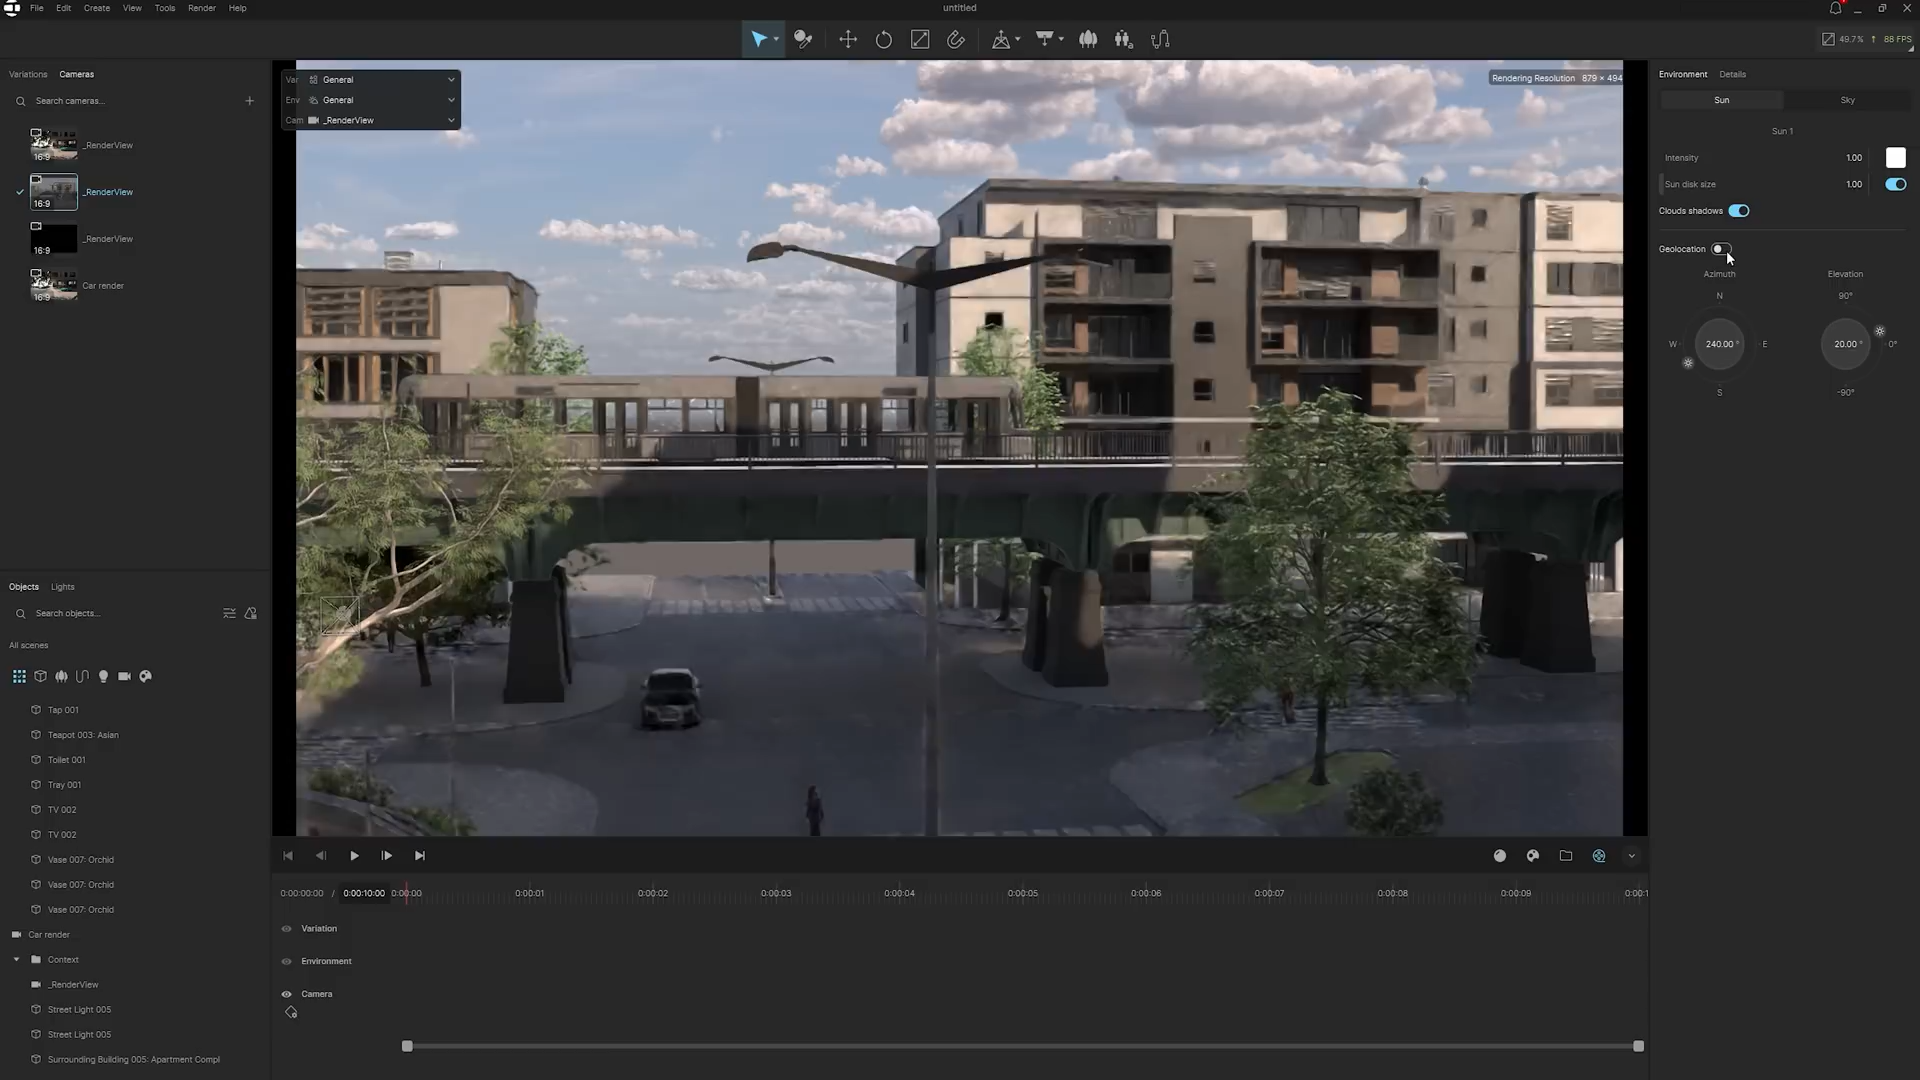 File Edit Create View Tools Render Help
untitled
49.7% ↑ 88 FPS
Variations Cameras
Search cameras...
16:9 _RenderView
16:9 _RenderView
16:9 _RenderView
16:9 Car render
Var General
Env General
Cam _RenderView
Rendering Resolution 879 × 494
Environment Details
Sun Sky
Sun 1
Intensity 1.00
Sun disk size 1.00
Clouds shadows
Geolocation
Azimuth Elevation
N 90°
W 240.00 ° E 20.00 ° 0°
S -90°
Objects Lights
Search objects...
All scenes
Tap 001
Teapot 003: Asian
Toilet 001
Tray 001
TV 002
TV 002
Vase 007: Orchid
Vase 007: Orchid
Vase 007: Orchid
Car render
Context
_RenderView
Street Light 005
Street Light 005
Surrounding Building 005: Apartment Compl
0:00:00:00 / 0:00:10:00 0:00:00 0:00:01 0:00:02 0:00:03 0:00:04 0:00:05 0:00:06 0:00:07 0:00:08 0:00:09 0:00:1
Variation
Environment
Camera